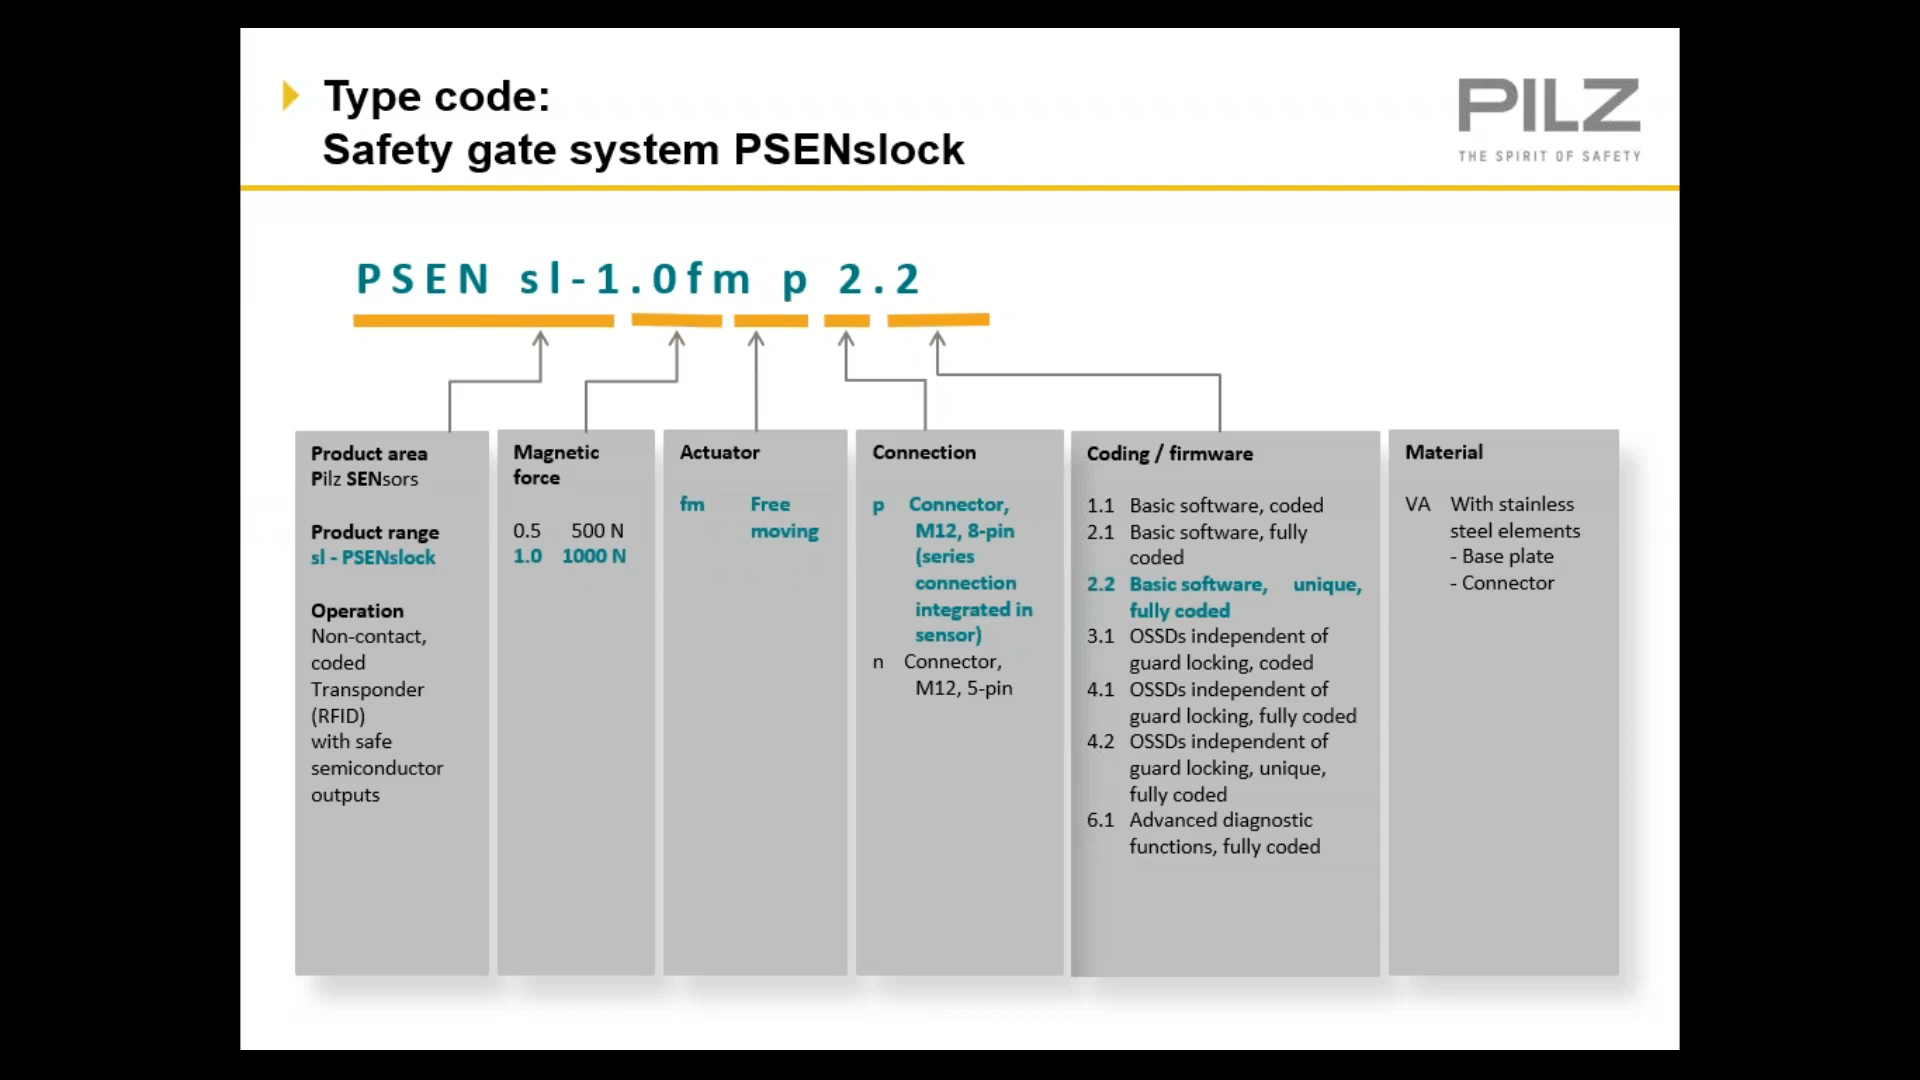 Type code:
Safety gate system PSENslock
PILZ
THE SPIRIT OF SAFETY
PSEN sl-1.0fm p 2.2
Product area
Pilz SENsors
Product range
sl - PSENslock
Operation
Non-contact,
coded
Transponder
(RFID)
with safe
semiconductor
outputs
Magnetic
force
0.5 500 N
1.0 1000 N
Actuator
fm Free
moving
Connection
p Connector,
M12, 8-pin
(series
connection
integrated in
sensor)
n Connector,
M12, 5-pin
Coding / firmware
1.1 Basic software, coded
2.1 Basic software, fully
coded
2.2 Basic software, unique,
fully coded
3.1 OSSDs independent of
guard locking, coded
4.1 OSSDs independent of
guard locking, fully coded
4.2 OSSDs independent of
guard locking, unique,
fully coded
6.1 Advanced diagnostic
functions, fully coded
Material
VA With stainless
steel elements
- Base plate
- Connector